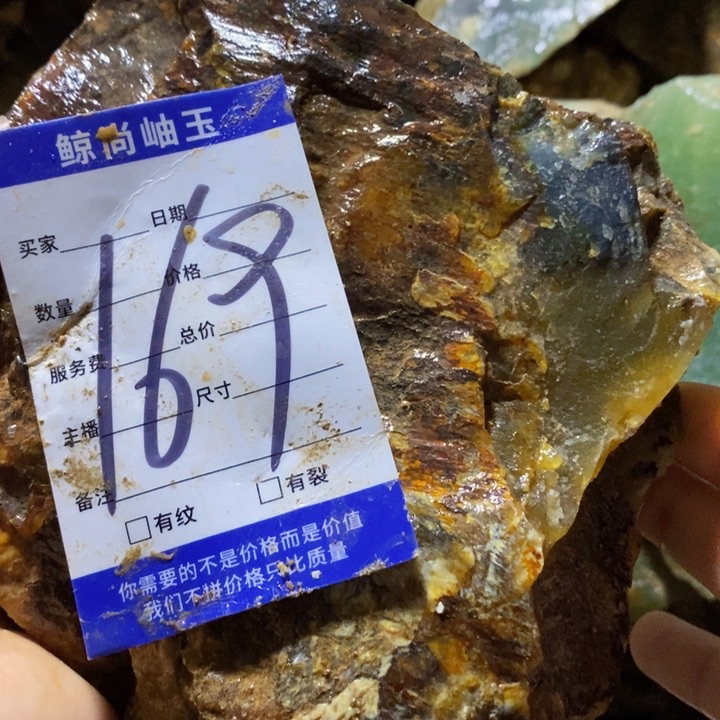 鲸尚岫玉
买家 日期
数量 价格
服务费 总价
主播 尺寸
备注
169
有纹 有裂
你需要的不是价格而是价值
我们不拼价格只比质量